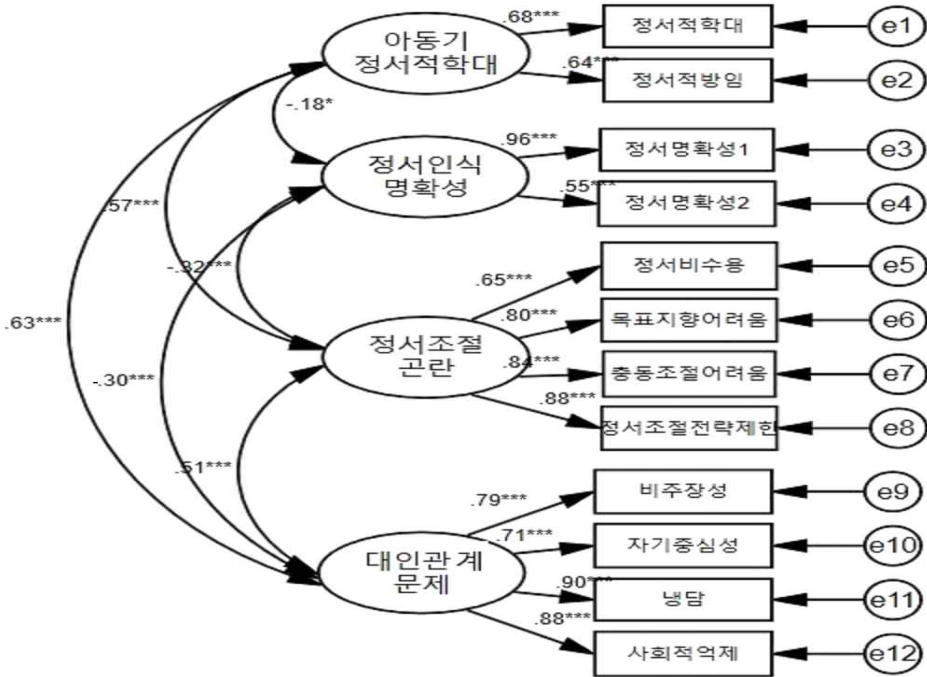 아동기
정서적학대
.68***
정서적학대
e1
.64***
정서적방임
e2
-.18*
정서인식
명확성
.96***
정서명확성1
e3
.55***
정서명확성2
e4
.57***
-.32***
.63***
-.30***
.51***
정서조절
곤란
.65***
정서비수용
e5
.80***
목표지향어려움
e6
.84***
충동조절어려움
e7
.88***
정서조절전략제한
e8
대인관계
문제
.79***
비주장성
e9
.71***
자기중심성
e10
.90***
냉담
e11
.88***
사회적억제
e12